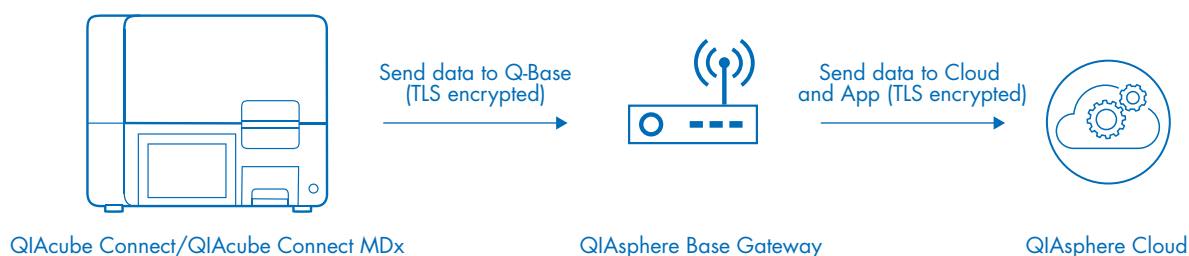 Send data to Q-Base
(TLS encrypted)
Send data to Cloud
and App (TLS encrypted)
QIAcube Connect/QIAcube Connect MDx
QIAsphere Base Gateway
QIAsphere Cloud